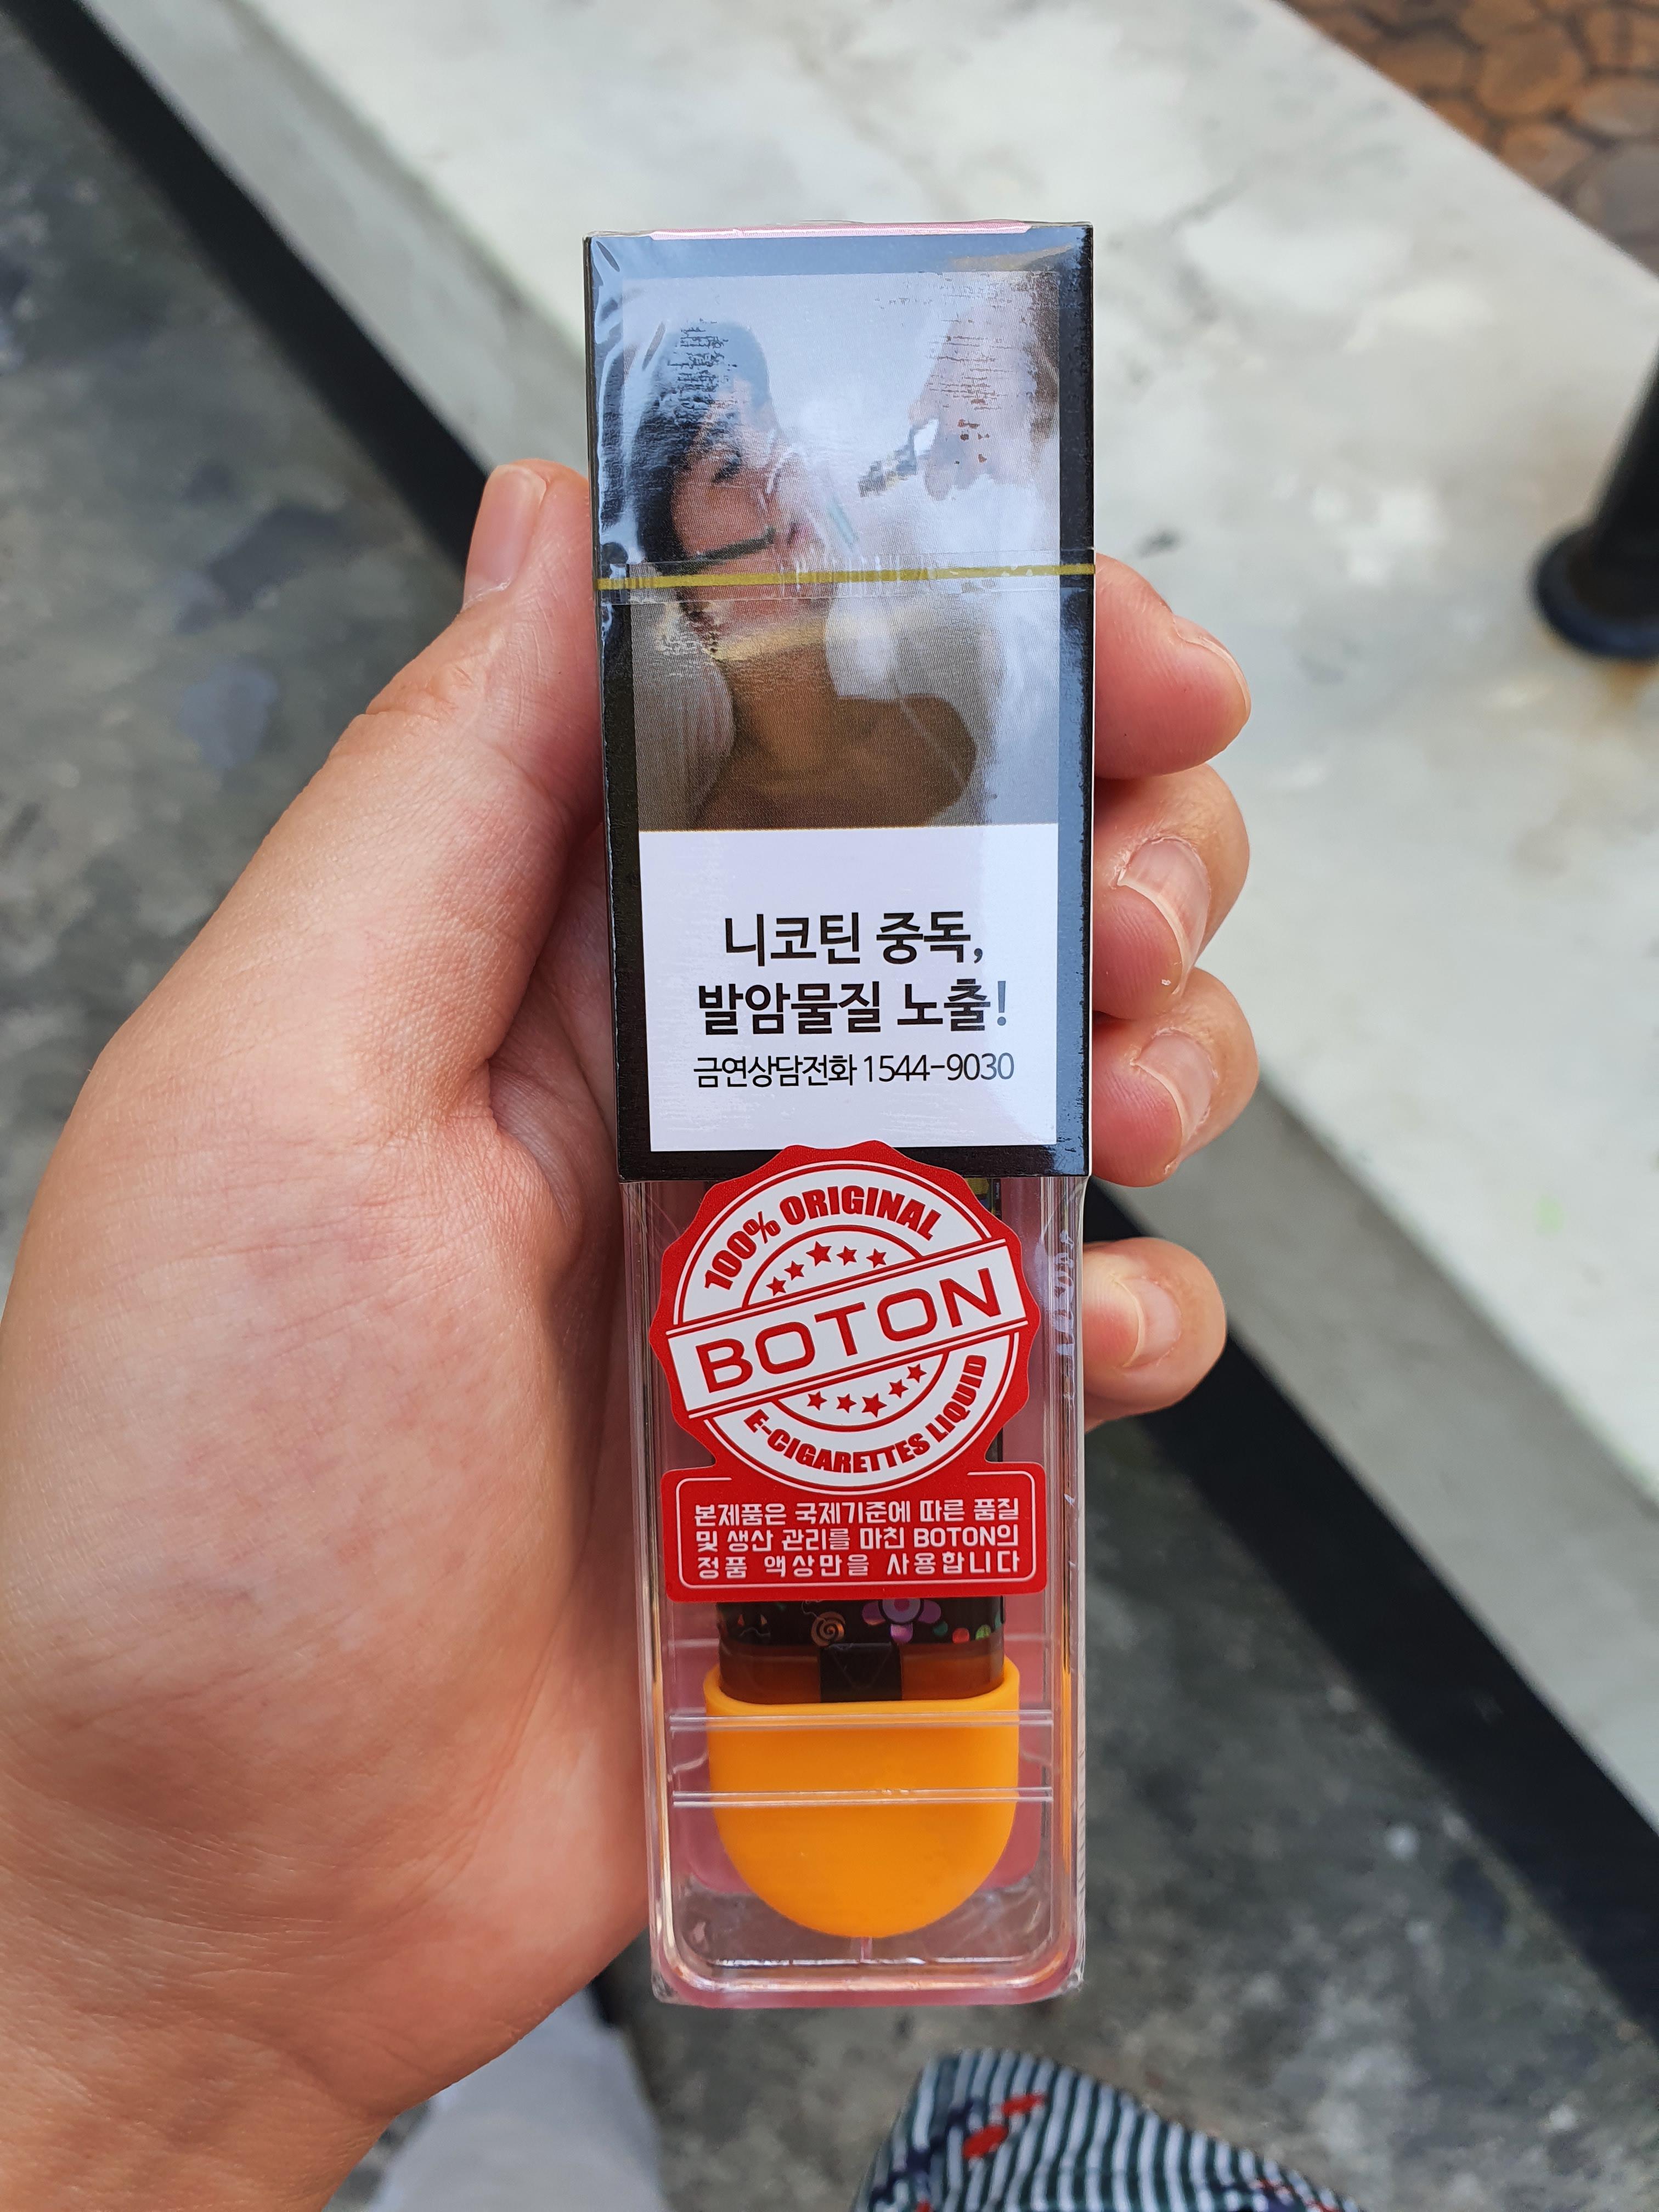 니코틴 중독,
발암물질 노출!
금연상담전화 1544-9030
100% ORIGINAL
BOTON
E-CIGARETTES LIQUID
본제품은 국제기준에 따른 품질
및 생산 관리를 마친 BOTON의
정품 액상만을 사용합니다